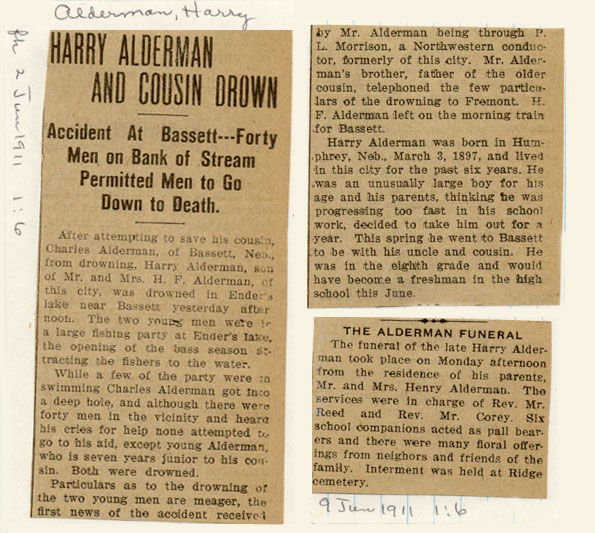 Alderman, Harry
2 Jun 1911 1:6
HARRY ALDERMAN
AND COUSIN DROWN
Accident At Bassett---Forty
Men on Bank of Stream
Permitted Men to Go
Down to Death.
After attempting to save his cousin,
Charles Alderman, of Bassett, Neb.,
from drowning, Harry Alderman, son
of Mr. and Mrs. H. F. Alderman, of
this city, was drowned in Ender's
lake near Bassett yesterday after
noon. The two young men were in
a large fishing party at Ender's lake,
the opening of the bass season at-
tracting the fishers to the water.
While a few of the party were in
swimming Charles Alderman got into
a deep hole, and although there were
forty men in the vicinity and heard
his cries for help none attempted to
go to his aid, except young Alderman,
who is seven years junior to his cou-
sin. Both were drowned.
Particulars as to the drowning of
the two young men are meager, the
first news of the accident received
by Mr. Alderman being through P.
L. Morrison, a Northwestern conduc-
tor, formerly of this city. Mr. Alder-
man's brother, father of the older
cousin, telephoned the few particu-
lars of the drowning to Fremont. H.
F. Alderman left on the morning train
for Bassett.
Harry Alderman was born in Hum-
phrey, Neb., March 3, 1897, and lived
in this city for the past six years. He
was an unusually large boy for his
age and his parents, thinking he was
progressing too fast in his school
work, decided to take him out for a
year. This spring he went to Bassett
to be with his uncle and cousin. He
was in the eighth grade and would
have become a freshman in the high
school this June.
THE ALDERMAN FUNERAL
The funeral of the late Harry Alder-
man took place on Monday afternoon
from the residence of his parents,
Mr. and Mrs. Henry Alderman. The
services were in charge of Rev. Mr.
Reed and Rev. Mr. Corey. Six
school companions acted as pall bear-
ers and there were many floral offer-
ings from neighors and friends of the
family. Interment was held at Ridge
cemetery.
9 Jun 1911 1:6